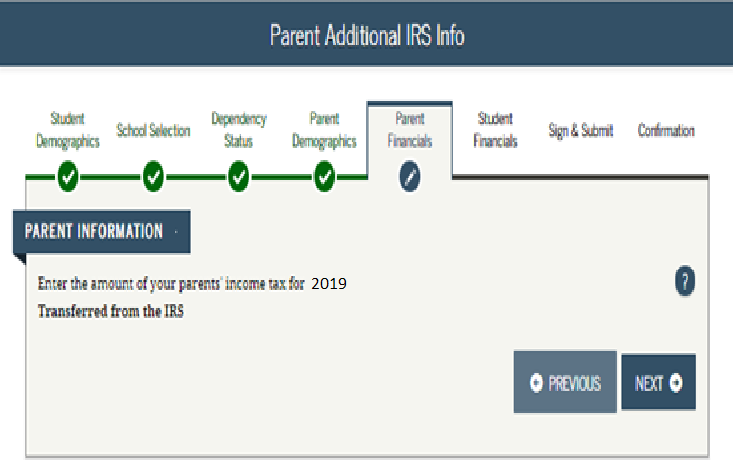 Parent Additional IRS Info
Student Demographics
School Selection
Dependency Status
Parent Demographics
Parent Financials
Student Financials
Sign & Submit
Confirmation
PARENT INFORMATION
Enter the amount of your parents' income tax for 2019
Transferred from the IRS
?
PREVIOUS
NEXT